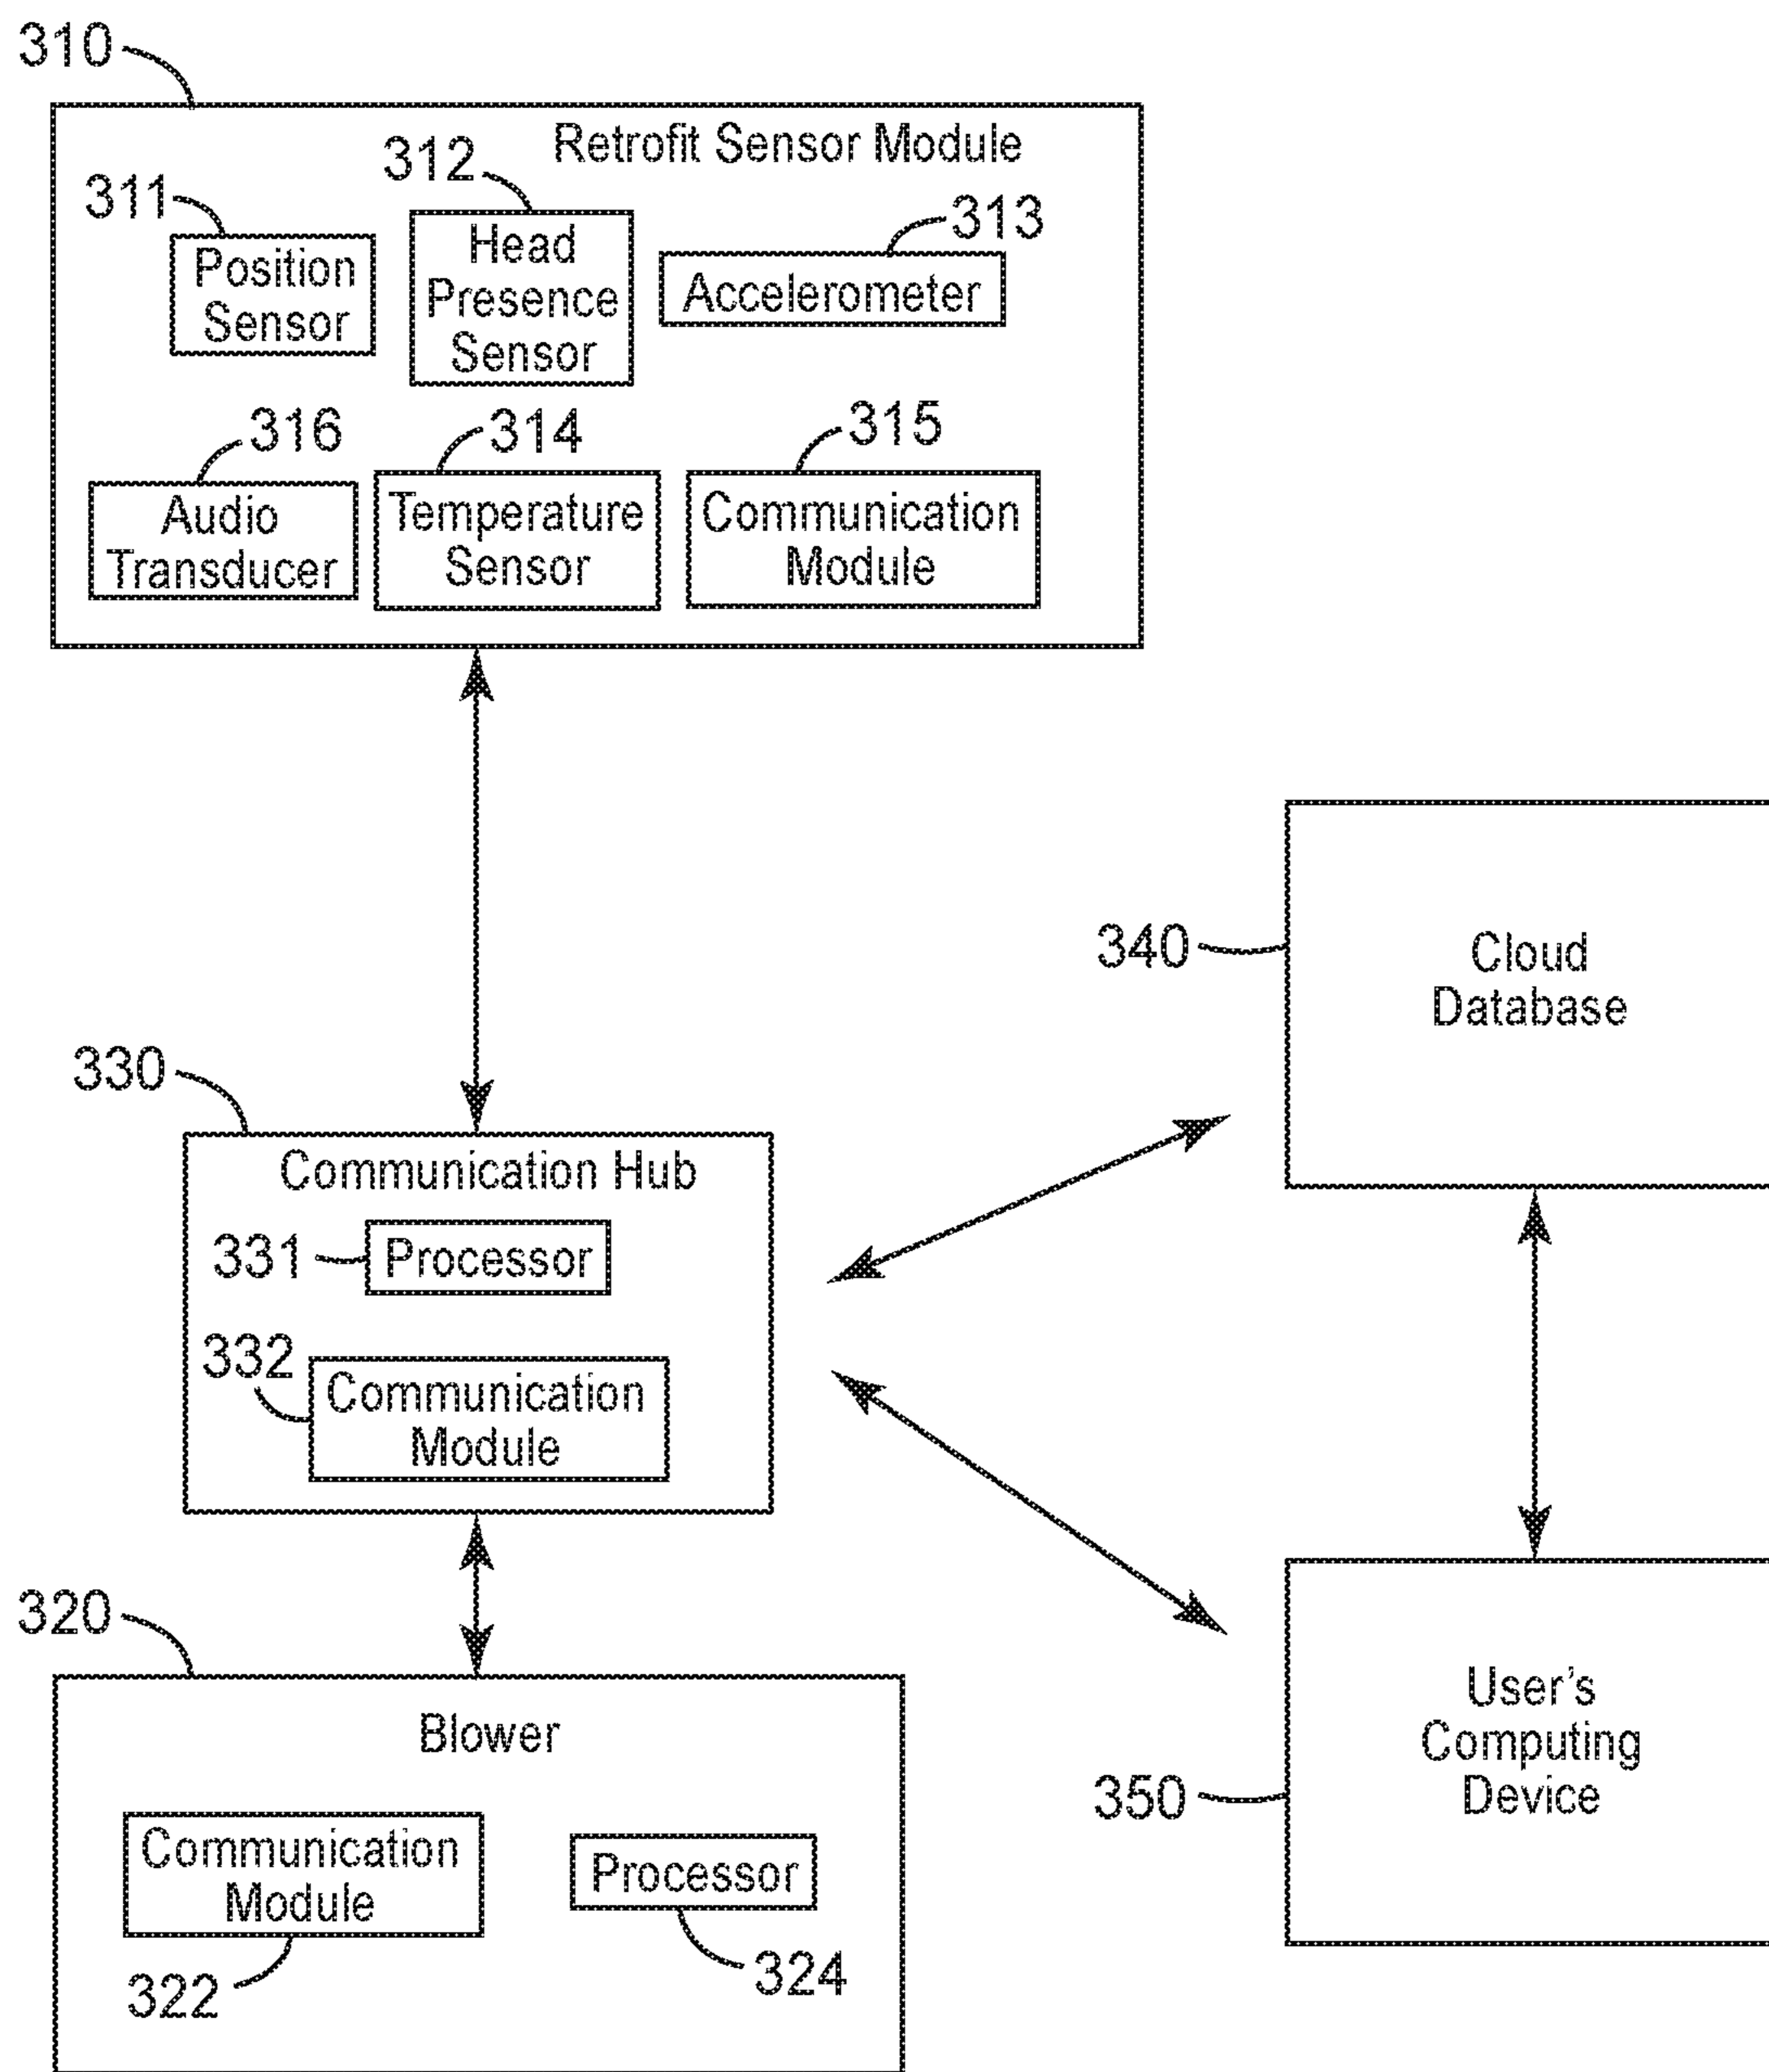 310
Retrofit Sensor Module
312
311
313
Head
Presence
Sensor
Position
Sensor
Accelerometer
316
314
315
Audio
Transducer
Temperature
Sensor
Communication
Module
340
Cloud
Database
330
Communication Hub
331
Processor
332
Communication
Module
320
Blower
User's
Computing
Device
350
Communication
Module
Processor
322
324